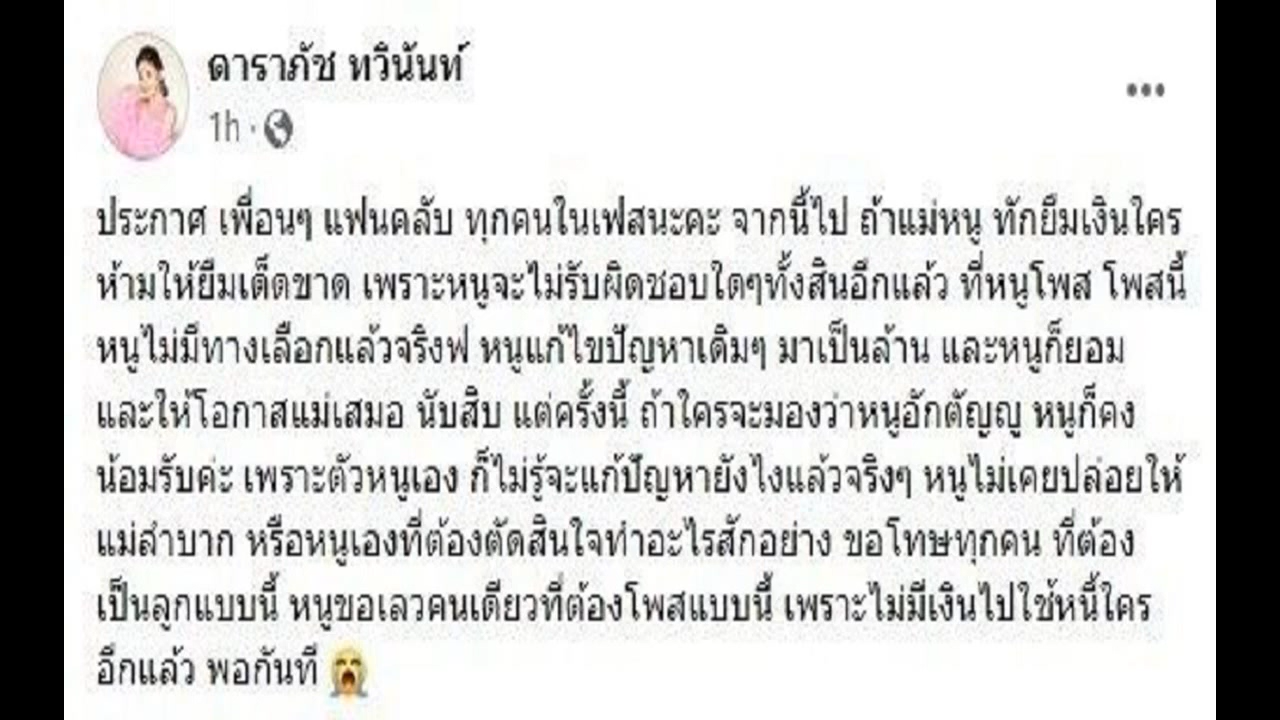 ดาราภัช ทวินันท์
1h ·
ประกาศ เพื่อนๆ แฟนคลับ ทุกคนในเฟสนะคะ จากนี้ไป ถ้าแม่หนู ทักยืมเงินใคร
ห้ามให้ยืมเด็ดขาด เพราะหนูจะไม่รับผิดชอบใดๆทั้งสินอีกแล้ว ที่หนูโพส โพสนี้
หนูไม่มีทางเลือกแล้วจริงฟ หนูแก้ไขปัญหาเดิมๆ มาเป็นล้าน และหนูก็ยอม
และให้โอกาสแม่เสมอ นับสิบ แต่ครั้งนี้ ถ้าใครจะมองว่าหนูอักตัญญู หนูก็คง
น้อมรับค่ะ เพราะตัวหนูเอง ก็ไม่รู้จะแก้ปัญหายังไงแล้วจริงๆ หนูไม่เคยปล่อยให้
แม่ลำบาก หรือหนูเองที่ต้องตัดสินใจทำอะไรสักอย่าง ขอโทษทุกคน ที่ต้อง
เป็นลูกแบบนี้ หนูขอเลวคนเดียวที่ต้องโพสแบบนี้ เพราะไม่มีเงินไปใช้หนี้ใคร
อีกแล้ว พอกันที 😭